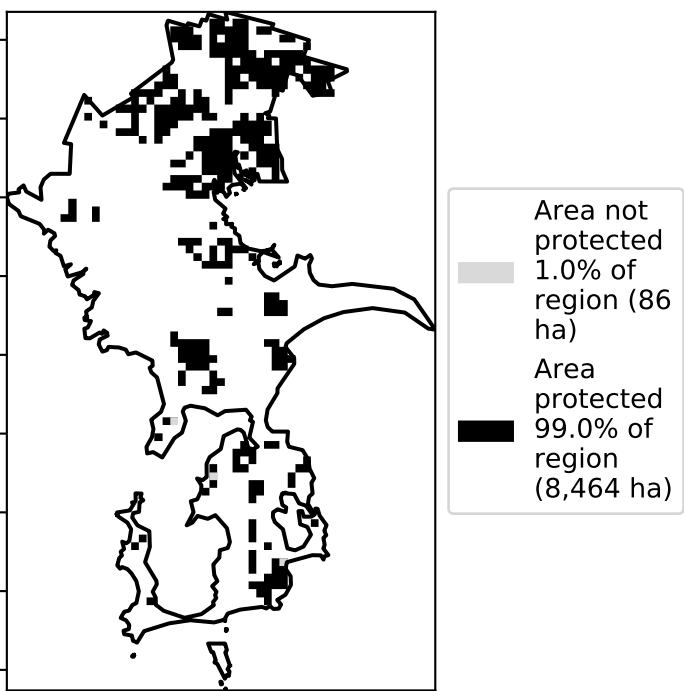 Area not
protected
1.0% of
region (86
ha)
Area
protected
99.0% of
region
(8,464 ha)